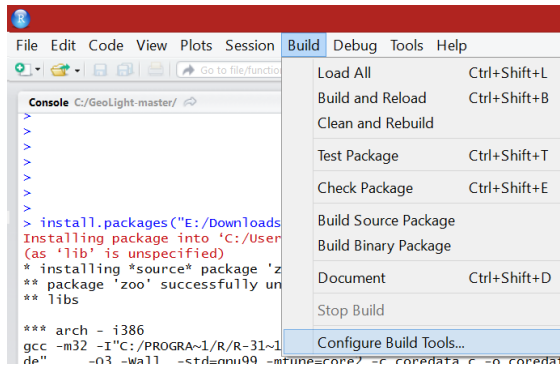 R
File Edit Code View Plots Session Build Debug Tools Help
Go to file/function
Load All Ctrl+Shift+L
Build and Reload Ctrl+Shift+B
Clean and Rebuild
Test Package Ctrl+Shift+T
Check Package Ctrl+Shift+E
Build Source Package
Build Binary Package
Document Ctrl+Shift+D
Stop Build
Configure Build Tools...
Console C:/GeoLight-master/
>
>
>
>
>
>
> install.packages("E:/Downloads
Installing package into ‘C:/User
(as ‘lib’ is unspecified)
* installing *source* package 'z
** package 'zoo' successfully un
** libs
*** arch - i386
gcc -m32 -I"C:/PROGRA~1/R/R-31~1
de" -O3 -Wall -std=gnu99 -mtune=core2 -c coredata.c -o coredat